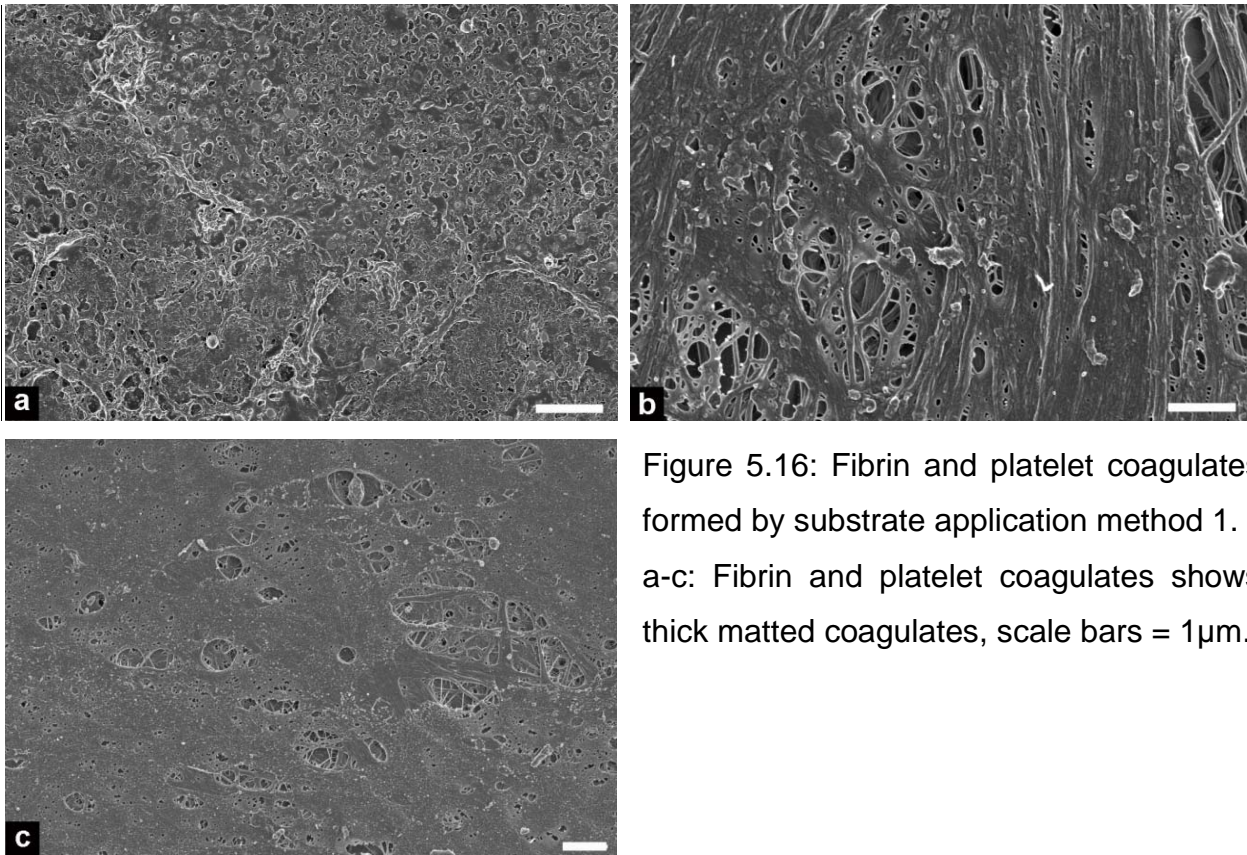 a
b
c
Figure 5.16: Fibrin and platelet coagulates
formed by substrate application method 1.
a-c: Fibrin and platelet coagulates shows
thick matted coagulates, scale bars = 1µm.